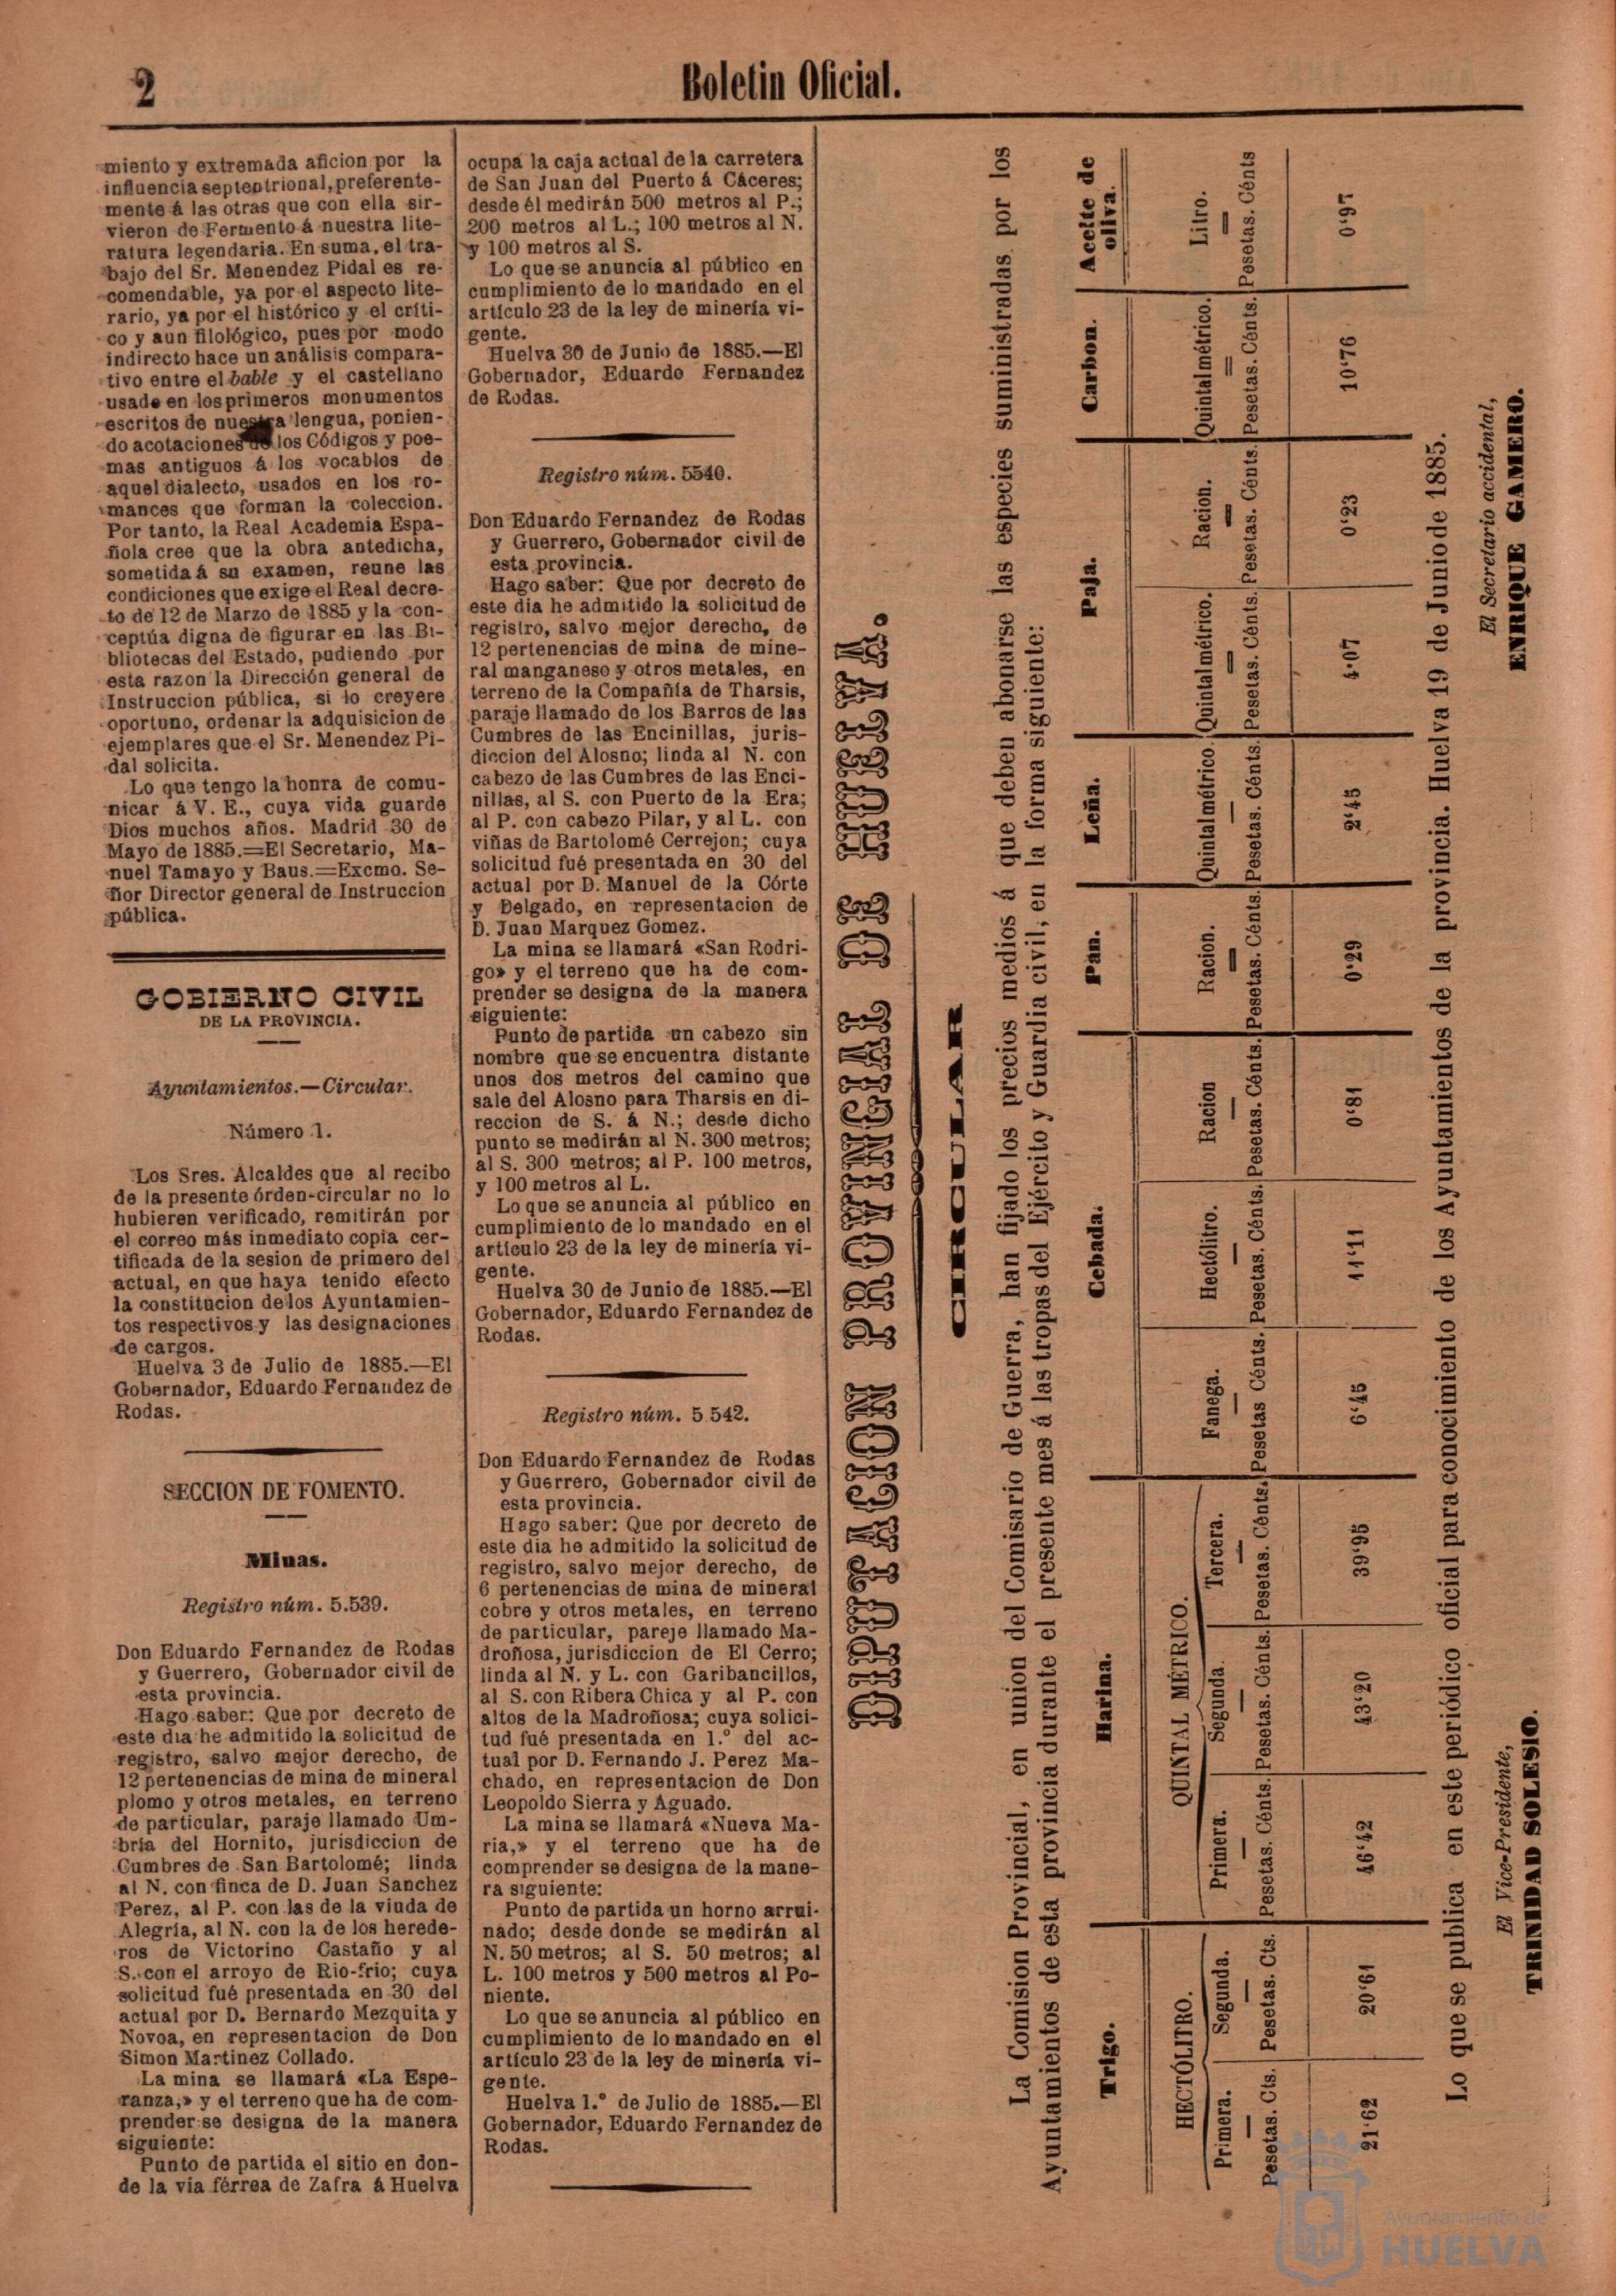 2
Boletin Oficial.
miento y extremada aficion por la
influencia septentrional, preferente-
mente á las otras que con ella sir-
vieron de Fermento á nuestra lite-
ratura legendaria. En suma, el tra-
bajo del Sr. Menendez Pidal es re-
comendable, ya por el aspecto lite-
rario, ya por el histórico y el críti-
co y aun filológico, pues por modo
indirecto hace un análisis compara-
tivo entre el bable y el castellano
usado en los primeros monumentos
escritos de nuestra lengua, ponien-
do acotaciones de los Códigos y poe-
mas antiguos á los vocablos de
aquel dialecto, usados en los ro-
mances que forman la coleccion.
Por tanto, la Real Academia Espa-
ñola cree que la obra antedicha,
sometida á su examen, reune las
condiciones que exige el Real decre-
to de 12 de Marzo de 1885 y la con-
ceptúa digna de figurar en las Bi-
bliotecas del Estado, pudiendo por
esta razon la Dirección general de
Instruccion pública, si lo creyere
oportuno, ordenar la adquisicion de
ejemplares que el Sr. Menendez Pi-
dal solicita.
Lo que tengo la honra de comu-
nicar á V. E., cuya vida guarde
Dios muchos años. Madrid 30 de
Mayo de 1885.=El Secretario, Ma-
nuel Tamayo y Baus.=Excmo. Se-
ñor Director general de Instruccion
pública.
GOBIERNO CIVIL
DE LA PROVINCIA.
Ayuntamientos.—Circular.
Número 1.
Los Sres. Alcaldes que al recibo
de la presente órden-circular no lo
hubieren verificado, remitirán por
el correo más inmediato copia cer-
tificada de la sesion de primero del
actual, en que haya tenido efecto
la constitucion de los Ayuntamien-
tos respectivos y las designaciones
de cargos.
Huelva 3 de Julio de 1885.—El
Gobernador, Eduardo Fernandez de
Rodas.
SECCION DE FOMENTO.
Minas.
Registro núm. 5.539.
Don Eduardo Fernandez de Rodas
y Guerrero, Gobernador civil de
esta provincia.
Hago saber: Que por decreto de
este dia he admitido la solicitud de
registro, salvo mejor derecho, de
12 pertenencias de mina de mineral
plomo y otros metales, en terreno
de particular, paraje llamado Um-
bria del Hornito, jurisdiccion de
Cumbres de San Bartolomé; linda
al N. con finca de D. Juan Sanchez
Perez, al P. con las de la viuda de
Alegría, al N. con la de los herede-
ros de Victorino Castaño y al
S. con el arroyo de Rio-frio; cuya
solicitud fué presentada en 30 del
actual por D. Bernardo Mezquita y
Novoa, en representacion de Don
Simon Martinez Collado.
La mina se llamará «La Espe-
ranza,» y el terreno que ha de com-
prender se designa de la manera
siguiente:
Punto de partida el sitio en don-
de la via férrea de Zafra á Huelva
ocupa la caja actual de la carretera
de San Juan del Puerto á Cáceres;
desde él medirán 500 metros al P.;
200 metros al L.; 100 metros al N.
y 100 metros al S.
Lo que se anuncia al público en
cumplimiento de lo mandado en el
artículo 23 de la ley de minería vi-
gente.
Huelva 30 de Junio de 1885.—El
Gobernador, Eduardo Fernandez
de Rodas.
Registro núm. 5540.
Don Eduardo Fernandez de Rodas
y Guerrero, Gobernador civil de
esta provincia.
Hago saber: Que por decreto de
este dia he admitido la solicitud de
registro, salvo mejor derecho, de
12 pertenencias de mina de mine-
ral manganeso y otros metales, en
terreno de la Compañía de Tharsis,
paraje llamado de los Barros de las
Cumbres de las Encinillas, juris-
diccion del Alosno; linda al N. con
cabezo de las Cumbres de las Enci-
nillas, al S. con Puerto de la Era;
al P. con cabezo Pilar, y al L. con
viñas de Bartolomé Cerrejon; cuya
solicitud fué presentada en 30 del
actual por D. Manuel de la Córte
y Delgado, en representacion de
D. Juan Marquez Gomez.
La mina se llamará «San Rodri-
go» y el terreno que ha de com-
prender se designa de la manera
siguiente:
Punto de partida un cabezo sin
nombre que se encuentra distante
unos dos metros del camino que
sale del Alosno para Tharsis en di-
reccion de S. á N.; desde dicho
punto se medirán al N. 300 metros;
al S. 300 metros; al P. 100 metros,
y 100 metros al L.
Lo que se anuncia al público en
cumplimiento de lo mandado en el
artículo 23 de la ley de minería vi-
gente.
Huelva 30 de Junio de 1885.—El
Gobernador, Eduardo Fernandez de
Rodas.
Registro núm. 5 542.
Don Eduardo Fernandez de Rodas
y Guerrero, Gobernador civil de
esta provincia.
Hago saber: Que por decreto de
este dia he admitido la solicitud de
registro, salvo mejor derecho, de
6 pertenencias de mina de mineral
cobre y otros metales, en terreno
de particular, pareje llamado Ma-
droñosa, jurisdiccion de El Cerro;
linda al N. y L. con Garibancillos,
al S. con Ribera Chica y al P. con
altos de la Madroñosa; cuya solici-
tud fué presentada en 1.° del ac-
tual por D. Fernando J. Perez Ma-
chado, en representacion de Don
Leopoldo Sierra y Aguado.
La mina se llamará «Nueva Ma-
ria,» y el terreno que ha de
comprender se designa de la mane-
ra siguiente:
Punto de partida un horno arrui-
nado; desde donde se medirán al
N. 50 metros; al S. 50 metros; al
L. 100 metros y 500 metros al Po-
niente.
Lo que se anuncia al público en
cumplimiento de lo mandado en el
artículo 23 de la ley de minería vi-
gente.
Huelva 1.° de Julio de 1885.—El
Gobernador, Eduardo Fernandez de
Rodas.
DIPUTACION PROVINCIAL DE HUELVA.
CIRCULAR
La Comision Provincial, en union del Comisario de Guerra, han fijado los precios medios á que deben abonarse las especies suministradas por los
Ayuntamientos de esta provincia durante el presente mes á las tropas del Ejército y Guardia civil, en la forma siguiente:
Trigo. Harina. Cebada. Pan. Leña. Paja. Carbon. Aceite de oliva.
HECTÓLITRO. QUINTAL MÉTRICO.
Primera. Segunda. Primera. Segunda. Tercera. Fanega. Hectólitro. Racion Racion. Quintal métrico Quintal métrico. Racion. Quintal métrico. Litro.
Pesetas. Cts. Pesetas. Cts. Pesetas. Cénts. Pesetas. Cénts. Pesetas. Cénts. Pesetas Cénts. Pesetas. Cénts. Pesetas. Cénts. Pesetas. Cénts. Pesetas. Cénts. Pesetas. Cénts. Pesetas. Cénts. Pesetas. Cénts. Pesetas. Cénts
21‘62 20‘61 46‘42 43‘20 39‘95 6‘45 11‘11 0‘81 0‘29 2‘45 4‘07 0‘23 10‘76 0‘97
Lo que se publica en este periódico oficial para conocimiento de los Ayuntamientos de la provincia. Huelva 19 de Junio de 1885.
El Vice-Presidente,
TRINIDAD SOLESIO.
El Secretario accidental,
ENRIQUE GAMERO.
Ayuntamiento de
HUELVA